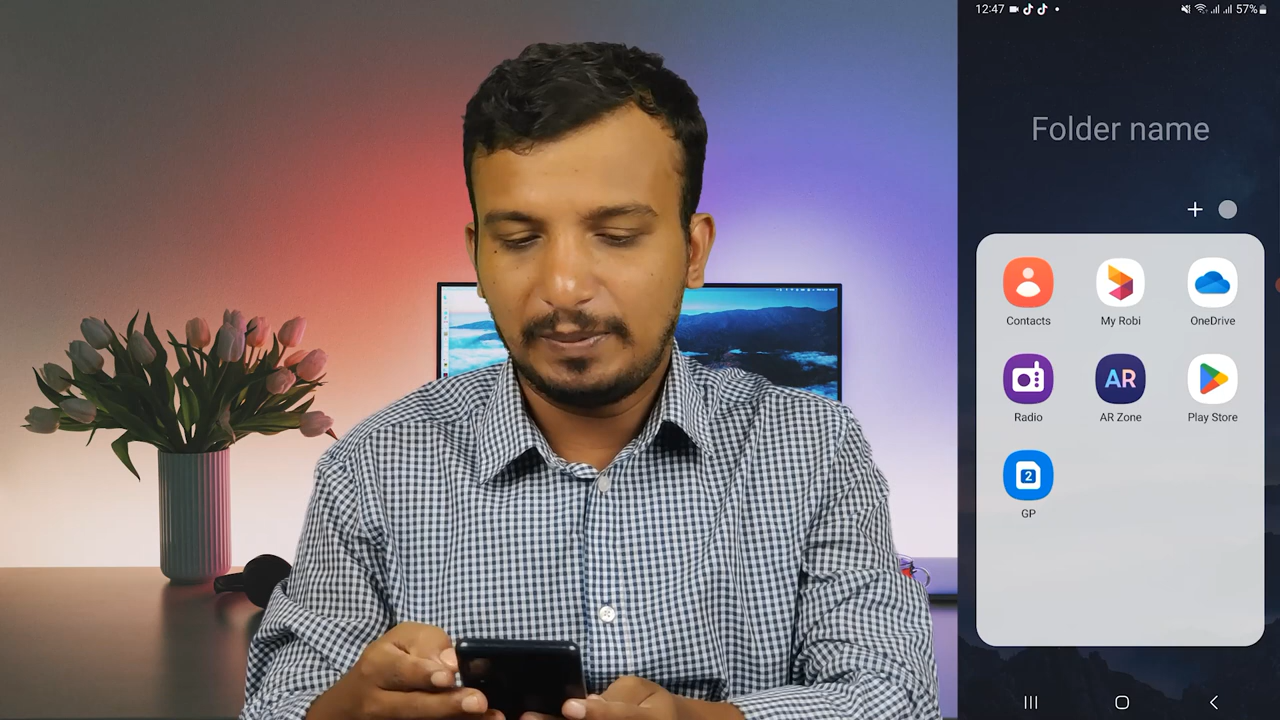 12:47
57%
Folder name
Contacts
My Robi
OneDrive
Radio
AR
AR Zone
Play Store
2
GP